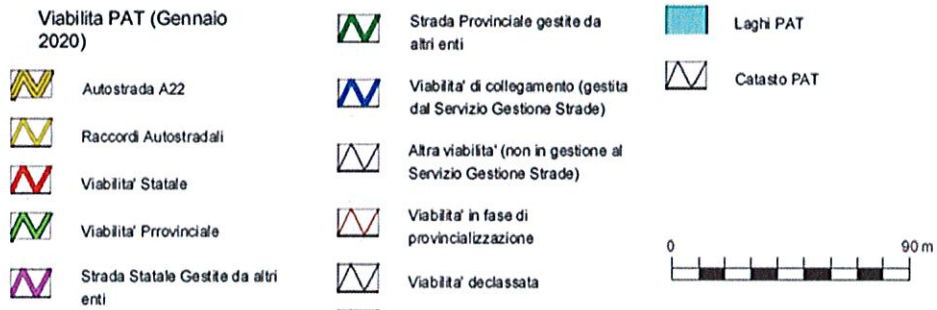 Viabilita PAT (Gennaio
2020)
Autostrada A22
Raccordi Autostradali
Viabilita' Statale
Viabilita' Prrovinciale
Strada Statale Gestite da altri
enti
Strada Provinciale gestite da
altri enti
Viabilita' di collegamento (gestita
dal Servizio Gestione Strade)
Altra viabilita' (non in gestione al
Servizio Gestione Strade)
Viabilita' in fase di
provincializzazione
Viabilita' declassata
Laghi PAT
Catasto PAT
0 90 m